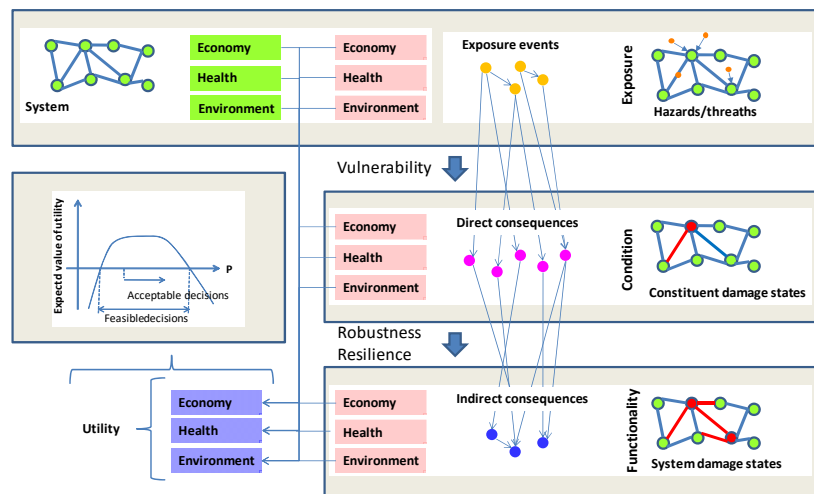 System
Economy
Health
Environment
Economy
Health
Environment
Exposure events
Exposure
Hazards/threaths
Vulnerability
Expectd value of utility
P
Acceptable decisions
Feasibledecisions
Economy
Health
Environment
Direct consequences
Condition
Constituent damage states
Robustness
Resilience
Utility
Economy
Health
Environment
Economy
Health
Environment
Indirect consequences
Functionality
System damage states